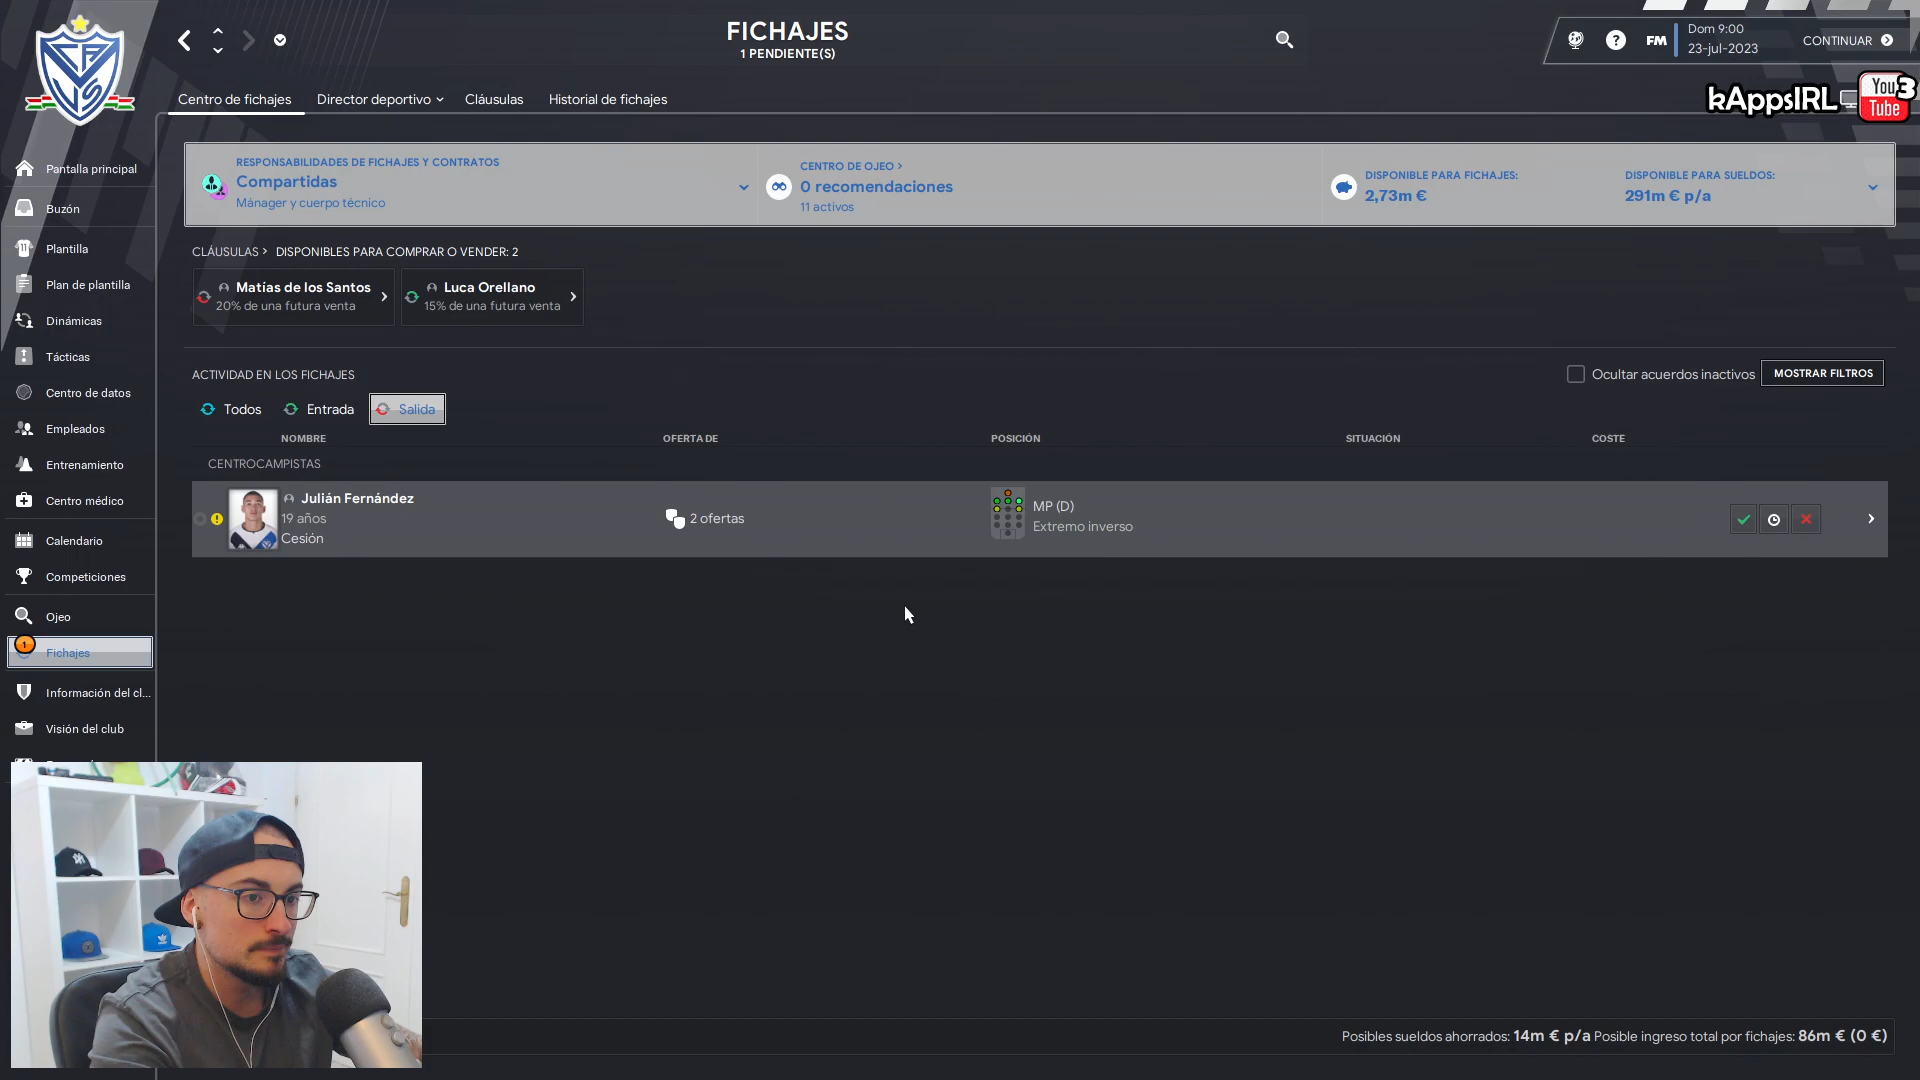 FICHAJES
1 PENDIENTE(S)
FM
Dom 9:00
23-jul-2023
CONTINUAR
kAppsIRL
You
Tube
3
Centro de fichajes
Director deportivo
Cláusulas
Historial de fichajes
Pantalla principal
Buzón
Plantilla
Plan de plantilla
Dinámicas
Tácticas
Centro de datos
Empleados
Entrenamiento
Centro médico
Calendario
Competiciones
Ojeo
1
Fichajes
Información del cl...
Visión del club
RESPONSABILIDADES DE FICHAJES Y CONTRATOS
Compartidas
Mánager y cuerpo técnico
CENTRO DE OJEO >
0 recomendaciones
11 activos
DISPONIBLE PARA FICHAJES:
2,73m €
DISPONIBLE PARA SUELDOS:
291m € p/a
CLÁUSULAS > DISPONIBLES PARA COMPRAR O VENDER: 2
Matías de los Santos
20% de una futura venta
Luca Orellano
15% de una futura venta
ACTIVIDAD EN LOS FICHAJES
Ocultar acuerdos inactivos
MOSTRAR FILTROS
Todos
Entrada
Salida
NOMBRE
OFERTA DE
POSICIÓN
SITUACIÓN
COSTE
CENTROCAMPISTAS
Julián Fernández
19 años
Cesión
2 ofertas
MP (D)
Extremo inverso
Posibles sueldos ahorrados: 14m € p/a Posible ingreso total por fichajes: 86m € (0 €)